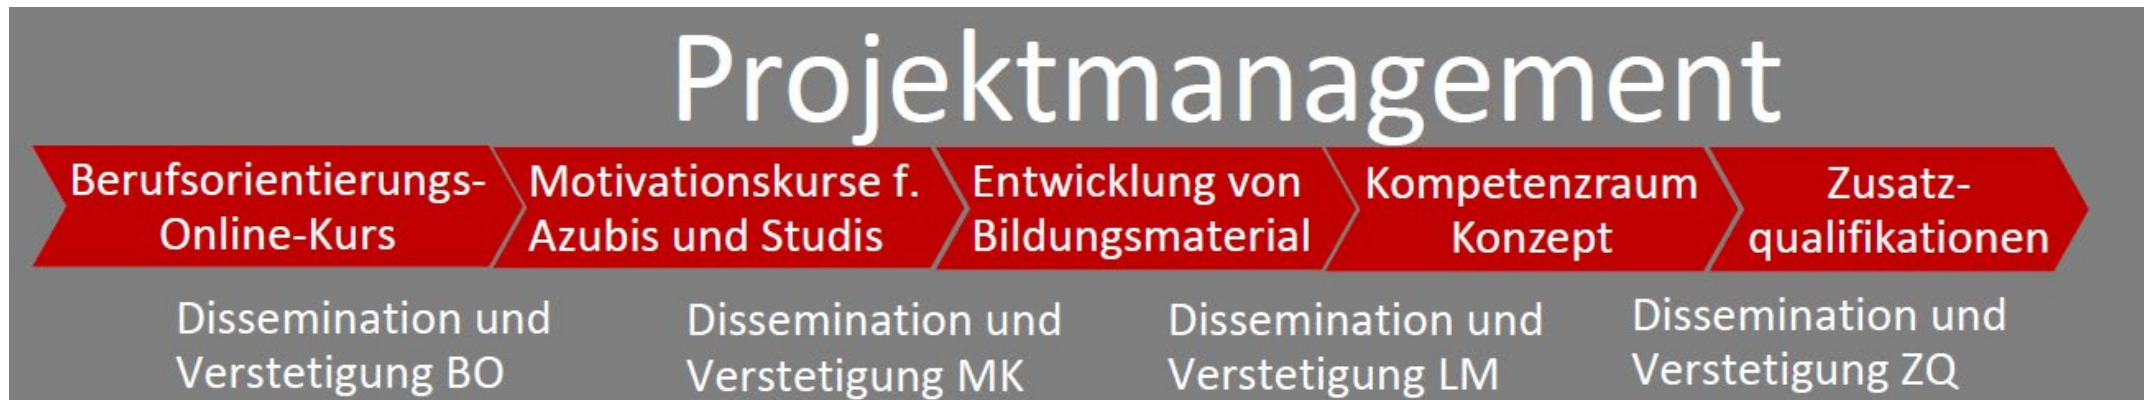 Projektmanagement
Berufsorientierungs-
Online-Kurs
Motivationskurse f.
Azubis und Studis
Entwicklung von
Bildungsmaterial
Kompetenzraum
Konzept
Zusatz-
qualifikationen
Dissemination und
Verstetigung BO
Dissemination und
Verstetigung MK
Dissemination und
Verstetigung LM
Dissemination und
Verstetigung ZQ